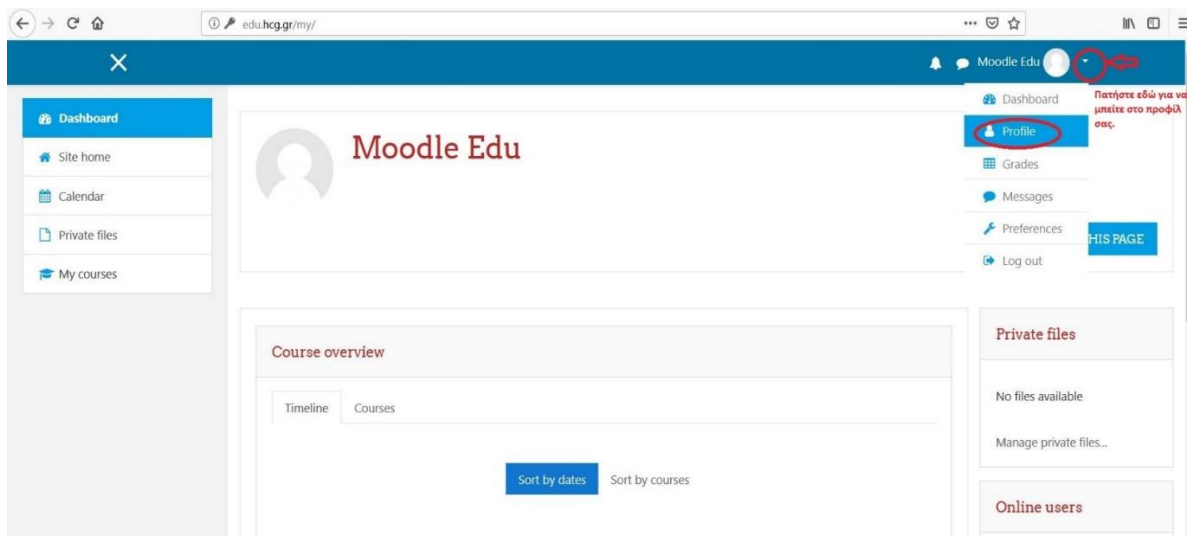 edu.hcg.gr/my/
Moodle Edu
Dashboard
Πατήστε εδώ για να
μπείτε στο προφίλ
σας.
Profile
Grades
Messages
Preferences
Log out
Dashboard
Site home
Calendar
Private files
My courses
Moodle Edu
HIS PAGE
Course overview
Timeline
Courses
Sort by dates
Sort by courses
Private files
No files available
Manage private files...
Online users